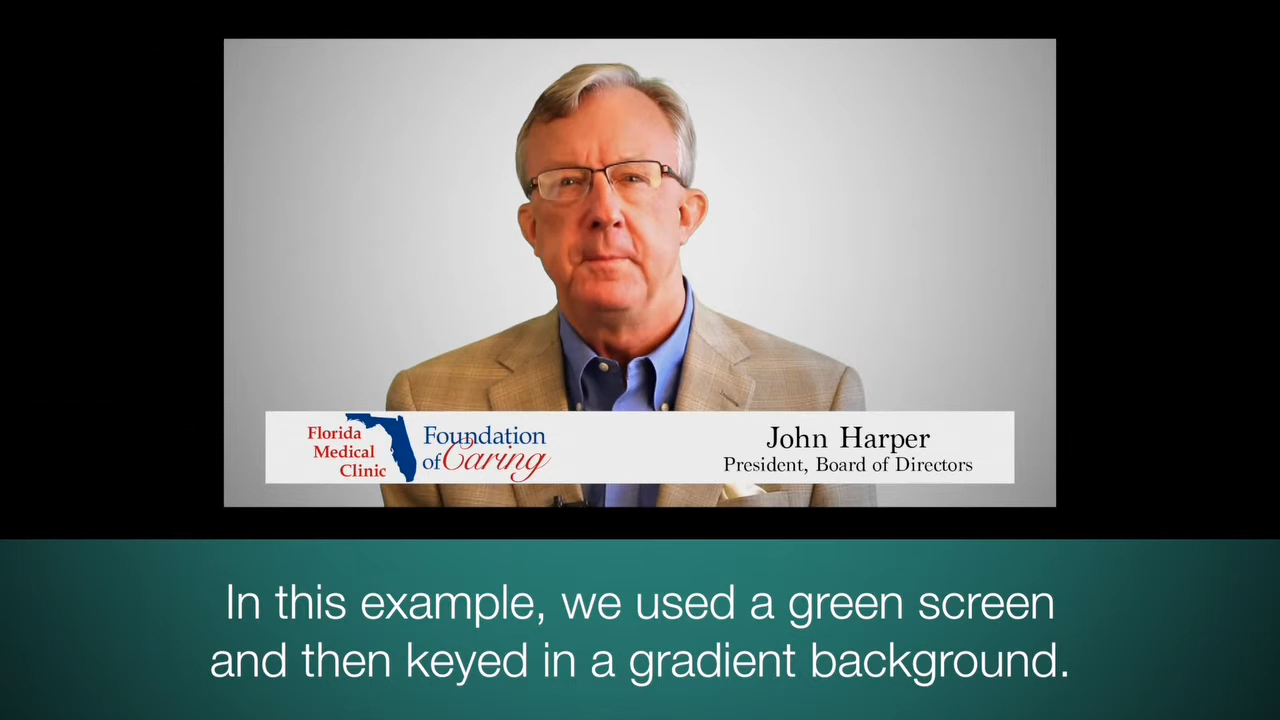 Florida
Medical
Clinic
Foundation
of Caring
John Harper
President, Board of Directors
In this example, we used a green screen
and then keyed in a gradient background.